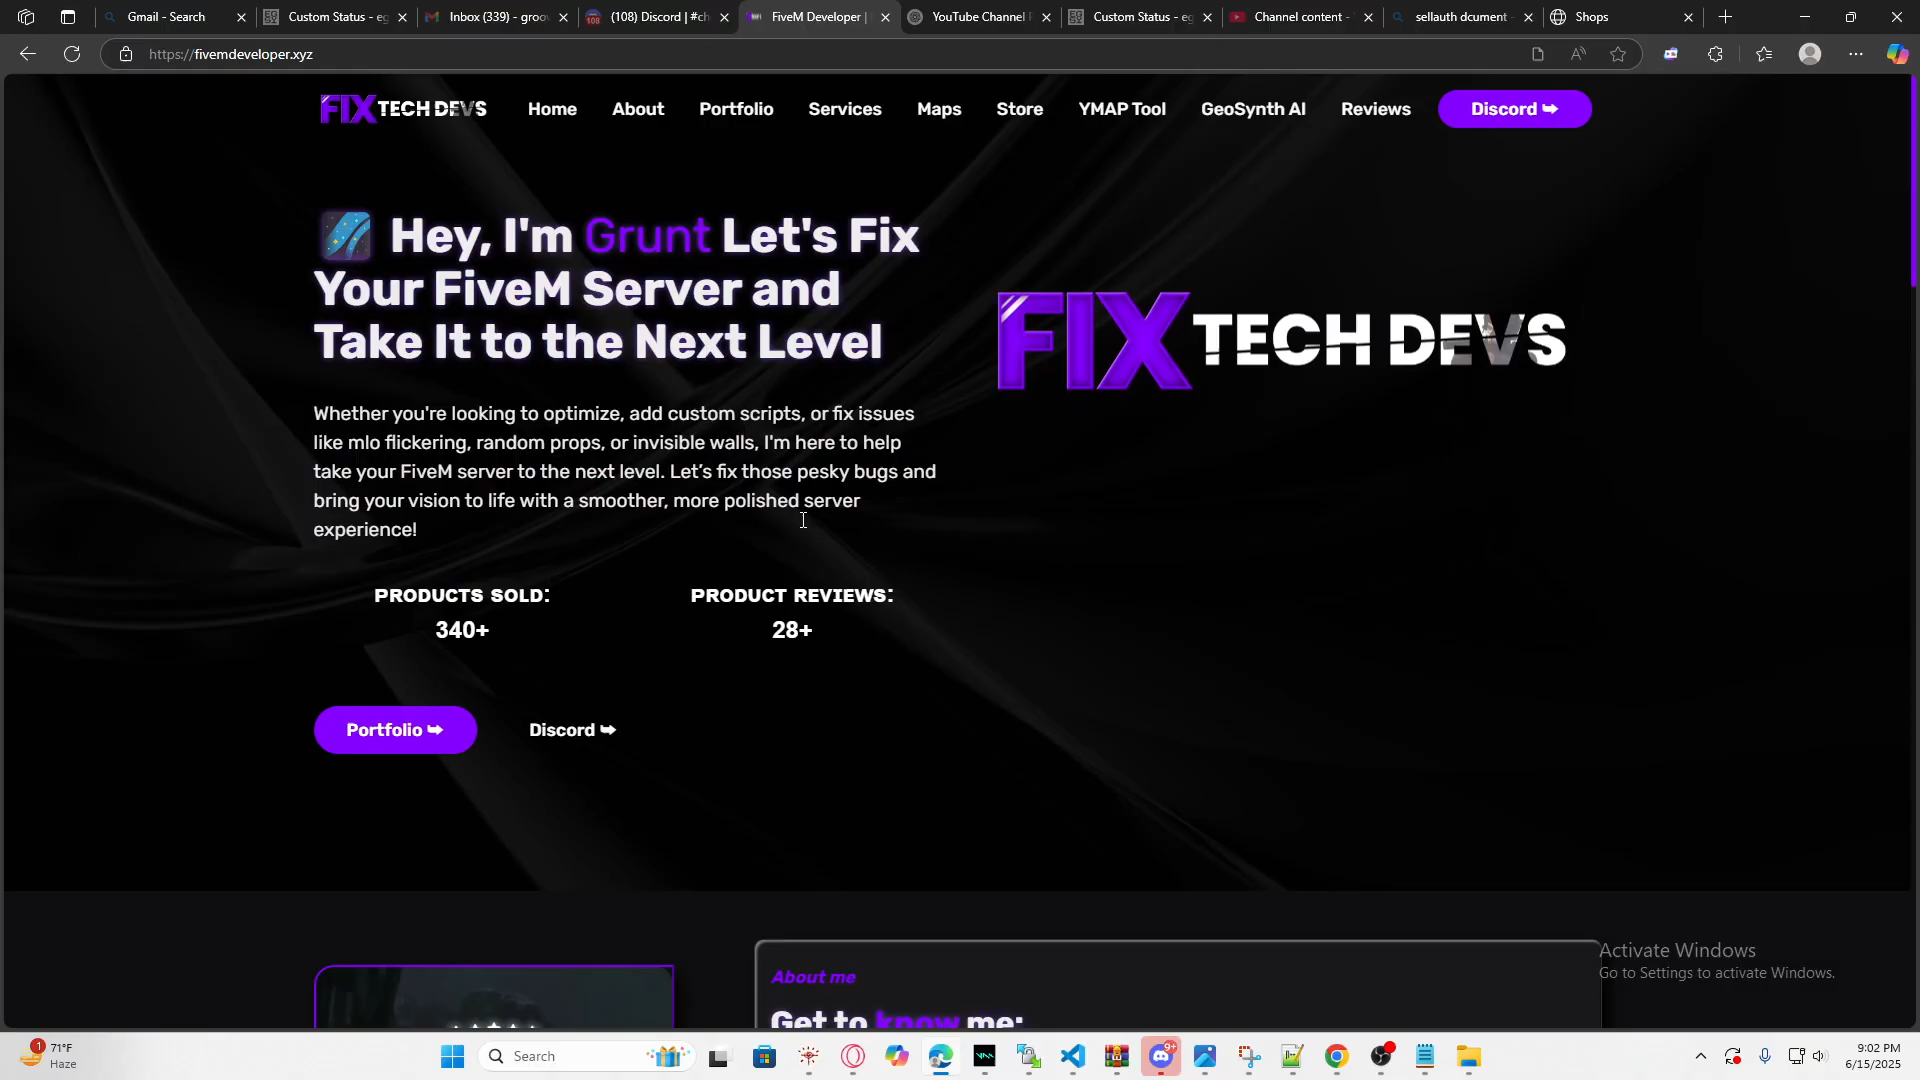 Gmail - Search
Custom Status - eg
Inbox (339) - groov
(108) Discord | #ch
FiveM Developer |
YouTube Channel
Custom Status - eg
Channel content -
sellauth dcument
Shops
https://fivemdeveloper.xyz
FIX TECH DEVS
Home
About
Portfolio
Services
Maps
Store
YMAP Tool
GeoSynth AI
Reviews
Discord ➥
Hey, I'm Grunt Let's Fix
Your FiveM Server and
Take It to the Next Level
FIX TECH DEVS
Whether you're looking to optimize, add custom scripts, or fix issues
like mlo flickering, random props, or invisible walls, I'm here to help
take your FiveM server to the next level. Let’s fix those pesky bugs and
bring your vision to life with a smoother, more polished server
experience!
PRODUCTS SOLD:
340+
PRODUCT REVIEWS:
28+
Portfolio ➥
Discord ➥
About me
Get to know me:
Activate Windows
Go to Settings to activate Windows.
1
71°F
Haze
Search
9+
9:02 PM
6/15/2025